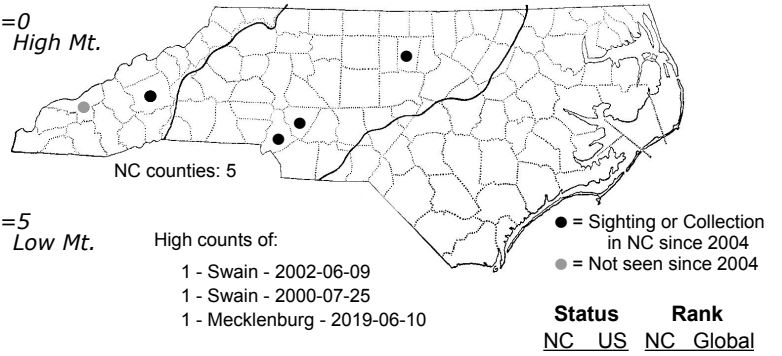 =0
High Mt.
NC counties: 5
=5
Low Mt.
High counts of:
1 - Swain - 2002-06-09
1 - Swain - 2000-07-25
1 - Mecklenburg - 2019-06-10
= Sighting or Collection
in NC since 2004
= Not seen since 2004
Status Rank
NC US NC Global